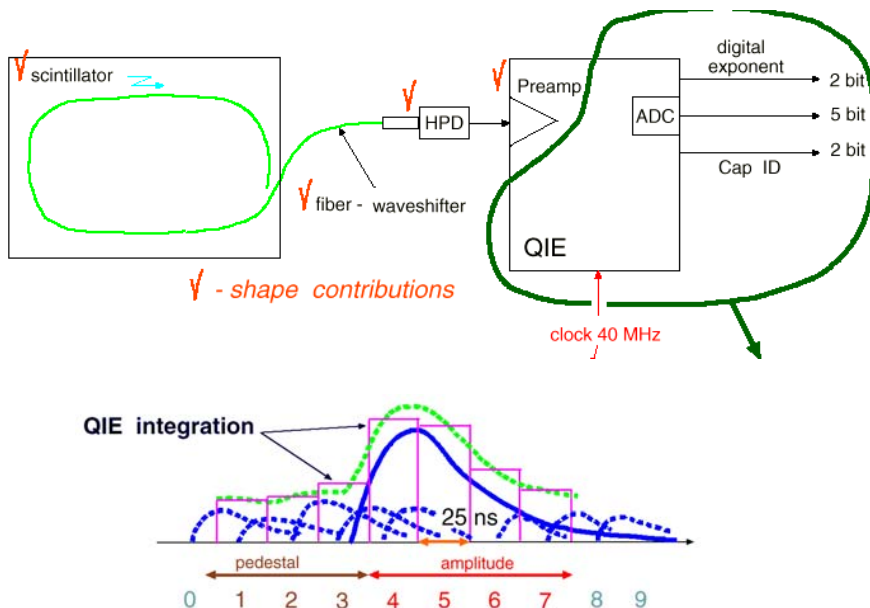 √ scintillator
√
HPD
√
Preamp
ADC
digital
exponent
2 bit
5 bit
2 bit
Cap ID
√ fiber - waveshifter
QIE
√ - shape contributions
clock 40 MHz
QIE integration
25 ns
pedestal
amplitude
0 1 2 3 4 5 6 7 8 9